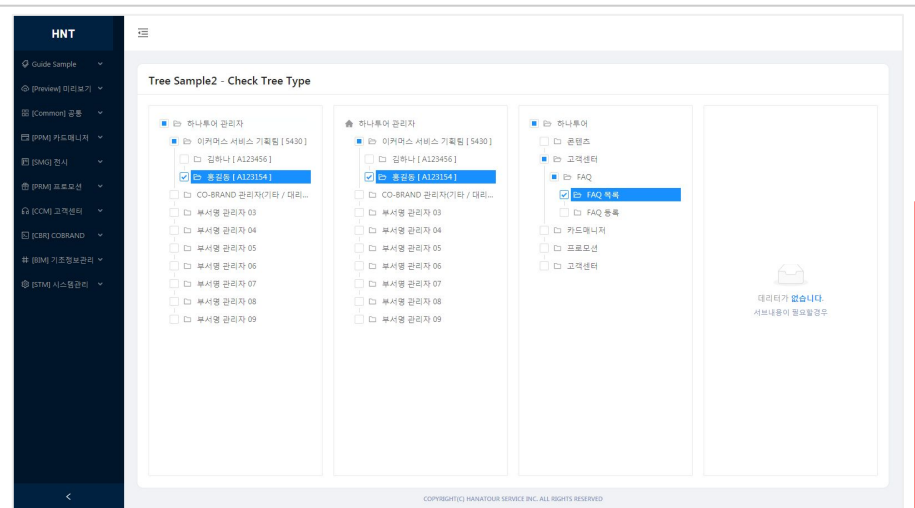 HNT
Guide Sample
[Preview] 미리보기
[Common] 공통
[PPM] 카드매니저
[SMG] 전시
[PRM] 프로모션
[CCM] 고객센터
[CBR] COBRAND
[BIM] 기초정보관리
[STM] 시스템관리
Tree Sample2 - Check Tree Type
하나투어 관리자
이커머스 서비스 기획팀 [ 5430 ]
김하나 [ A123456 ]
홍길동 [ A123154 ]
CO-BRAND 관리자(기타 / 대리...
부서명 관리자 03
부서명 관리자 04
부서명 관리자 05
부서명 관리자 06
부서명 관리자 07
부서명 관리자 08
부서명 관리자 09
하나투어 관리자
이커머스 서비스 기획팀 [ 5430 ]
김하나 [ A123456 ]
홍길동 [ A123154 ]
CO-BRAND 관리자(기타 / 대리...
부서명 관리자 03
부서명 관리자 04
부서명 관리자 05
부서명 관리자 06
부서명 관리자 07
부서명 관리자 08
부서명 관리자 09
하나투어
콘텐츠
고객센터
FAQ
FAQ 목록
FAQ 등록
카드매니저
프로모션
고객센터
데이터가 없습니다.
서브내용이 필요할경우
COPYRIGHT(C) HANATOUR SERVICE INC. ALL RIGHTS RESERVED